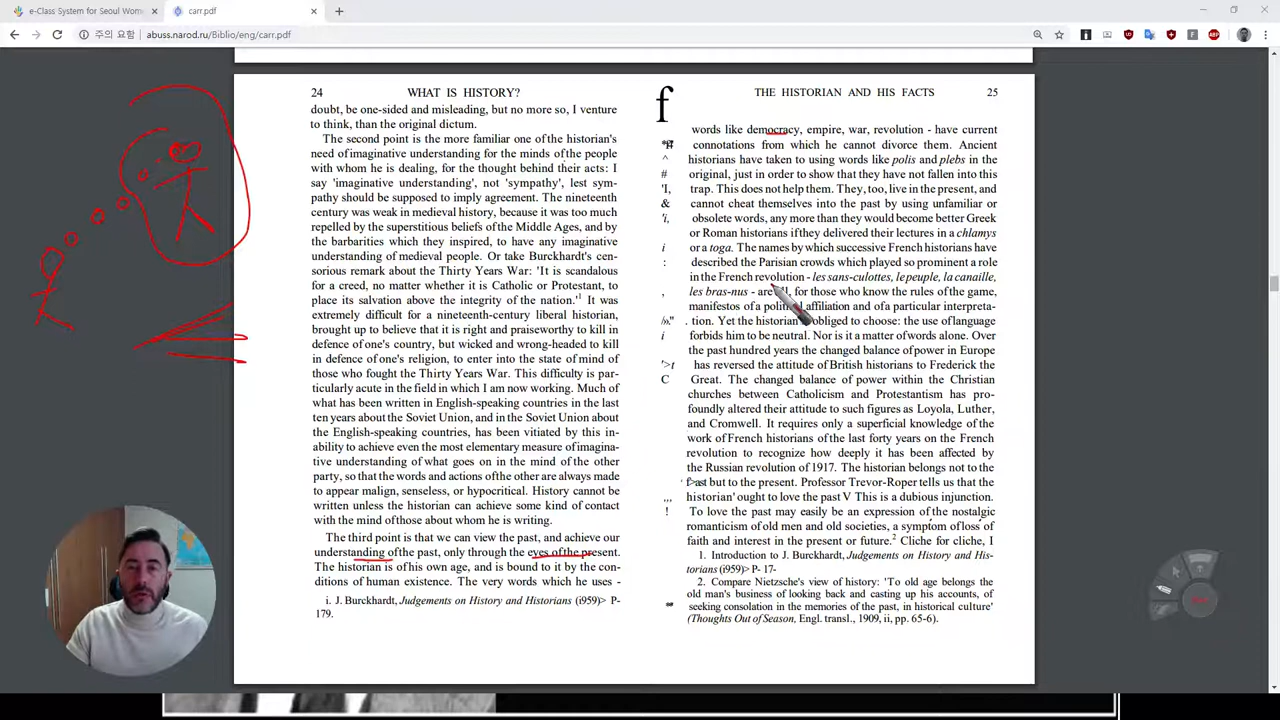 e-Class System for Seoul Wom
carr.pdf
주의 요함
abuss.narod.ru/Biblio/eng/carr.pdf
24
WHAT IS HISTORY?
doubt, be one-sided and misleading, but no more so, I venture
to think, than the original dictum.
The second point is the more familiar one of the historian's
need of imaginative understanding for the minds of the people
with whom he is dealing, for the thought behind their acts: I
say 'imaginative understanding', not 'sympathy', lest sym-
pathy should be supposed to imply agreement. The nineteenth
century was weak in medieval history, because it was too much
repelled by the superstitious beliefs of the Middle Ages, and by
the barbarities which they inspired, to have any imaginative
understanding of medieval people. Or take Burckhardt's cen-
sorious remark about the Thirty Years War: 'It is scandalous
for a creed, no matter whether it is Catholic or Protestant, to
place its salvation above the integrity of the nation.'1 It was
extremely difficult for a nineteenth-century liberal historian,
brought up to believe that it is right and praiseworthy to kill in
defence of one's country, but wicked and wrong-headed to kill
in defence of one's religion, to enter into the state of mind of
those who fought the Thirty Years War. This difficulty is par-
ticularly acute in the field in which I am now working. Much of
what has been written in English-speaking countries in the last
ten years about the Soviet Union, and in the Soviet Union about
the English-speaking countries, has been vitiated by this in-
ability to achieve even the most elementary measure of imagina-
tive understanding of what goes on in the mind of the other
party, so that the words and actions of the other are always made
to appear malign, senseless, or hypocritical. History cannot be
written unless the historian can achieve some kind of contact
with the mind of those about whom he is writing.
The third point is that we can view the past, and achieve our
understanding ofthe past, only through the eyes ofthe present.
The historian is of his own age, and is bound to it by the con-
ditions of human existence. The very words which he uses -
i. J. Burckhardt, Judgements on History and Historians (i959)> P-
179.
f
THE HISTORIAN AND HIS FACTS
25
words like democracy, empire, war, revolution - have current
connotations from which he cannot divorce them. Ancient
^ historians have taken to using words like polis and plebs in the
# original, just in order to show that they have not fallen into this
'I, trap. This does not help them. They, too, live in the present, and
& cannot cheat themselves into the past by using unfamiliar or
'i, obsolete words, any more than they would become better Greek
or Roman historians ifthey delivered their lectures in a chlamys
i or a toga. The names by which successive French historians have
: described the Parisian crowds which played so prominent a role
in the French revolution - les sans-culottes, le peuple, la canaille,
, les bras-nus - are all, for those who know the rules of the game,
manifestos of a political affiliation and of a particular interpreta-
. tion. Yet the historian is obliged to choose: the use of language
i forbids him to be neutral. Nor is it a matter of words alone. Over
the past hundred years the changed balance of power in Europe
'>t has reversed the attitude of British historians to Frederick the
C Great. The changed balance of power within the Christian
churches between Catholicism and Protestantism has pro-
foundly altered their attitude to such figures as Loyola, Luther,
and Cromwell. It requires only a superficial knowledge of the
work of French historians of the last forty years on the French
revolution to recognize how deeply it has been affected by
the Russian revolution of 1917. The historian belongs not to the
past but to the present. Professor Trevor-Roper tells us that the
,,, historian' ought to love the past V This is a dubious injunction.
! To love the past may easily be an expression of the nostalgic
romanticism of old men and old societies, a symptom of loss of
faith and interest in the present or future.2 Cliche for cliche, I
1. Introduction to J. Burckhardt, Judgements on History and His-
torians (i959)> P- 17-
2. Compare Nietzsche's view of history: 'To old age belongs the
old man's business of looking back and casting up his accounts, of
seeking consolation in the memories of the past, in historical culture'
(Thoughts Out of Season, Engl. transl., 1909, ii, pp. 65-6).